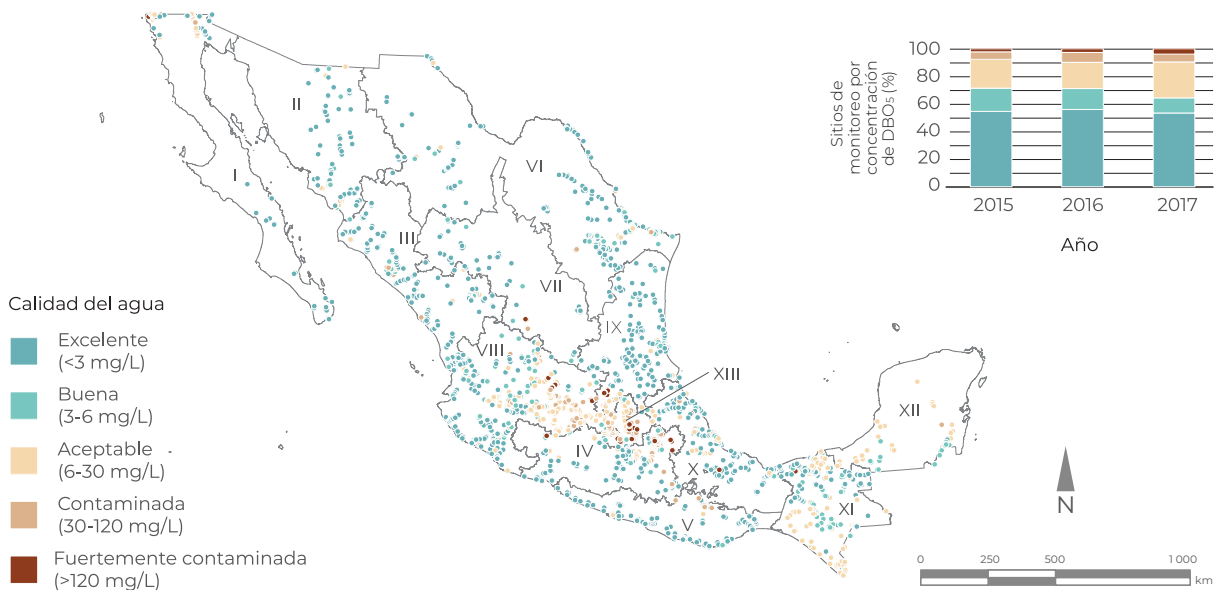 II
I
III
VI
VII
IX
VIII
XIII
IV
X
V
XI
XII
Calidad del agua
Excelente
(<3 mg/L)
Buena
(3-6 mg/L)
Aceptable
(6-30 mg/L)
Contaminada
(30-120 mg/L)
Fuertemente contaminada
(>120 mg/L)
Sitios de
monitoreo por
concentración
de DBO₅ (%)
100
80
60
40
20
0
2015 2016 2017
Año
N
0 250 500 1 000
km